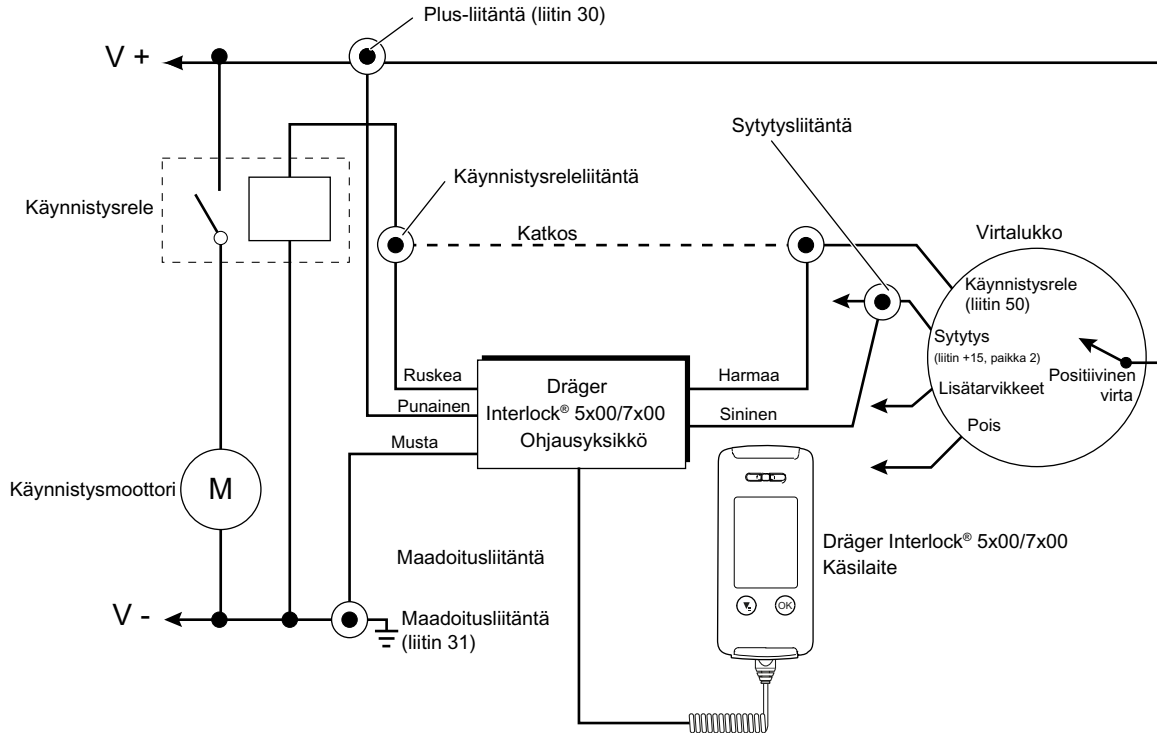 Plus-liitäntä (liitin 30)
V +
Sytytysliitäntä
Käynnistysreleliitäntä
Käynnistysrele
Katkos
Virtalukko
Käynnistysrele
(liitin 50)
Sytytys
(liitin +15, paikka 2)
Positiivinen
virta
Lisätarvikkeet
Pois
Ruskea
Punainen
Musta
Dräger
Interlock® 5x00/7x00
Ohjausyksikkö
Harmaa
Sininen
Käynnistysmoottori
M
Maadoitusliitäntä
Dräger Interlock® 5x00/7x00
Käsilaite
OK
V -
Maadoitusliitäntä
(liitin 31)